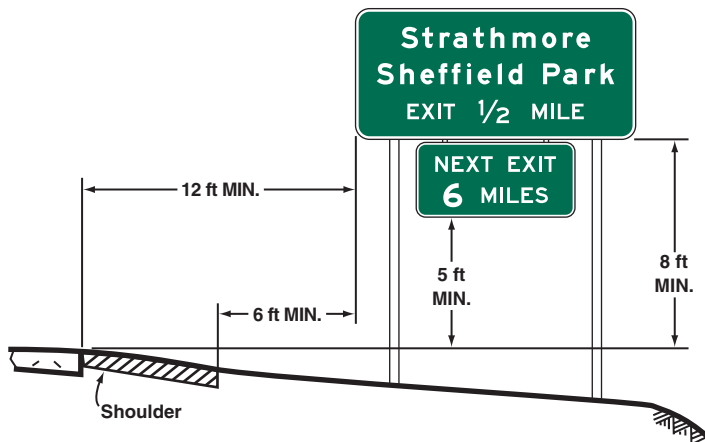 Strathmore
Sheffield Park
EXIT 1/2 MILE
NEXT EXIT
6 MILES
12 ft MIN.
6 ft MIN.
5 ft
MIN.
8 ft
MIN.
Shoulder